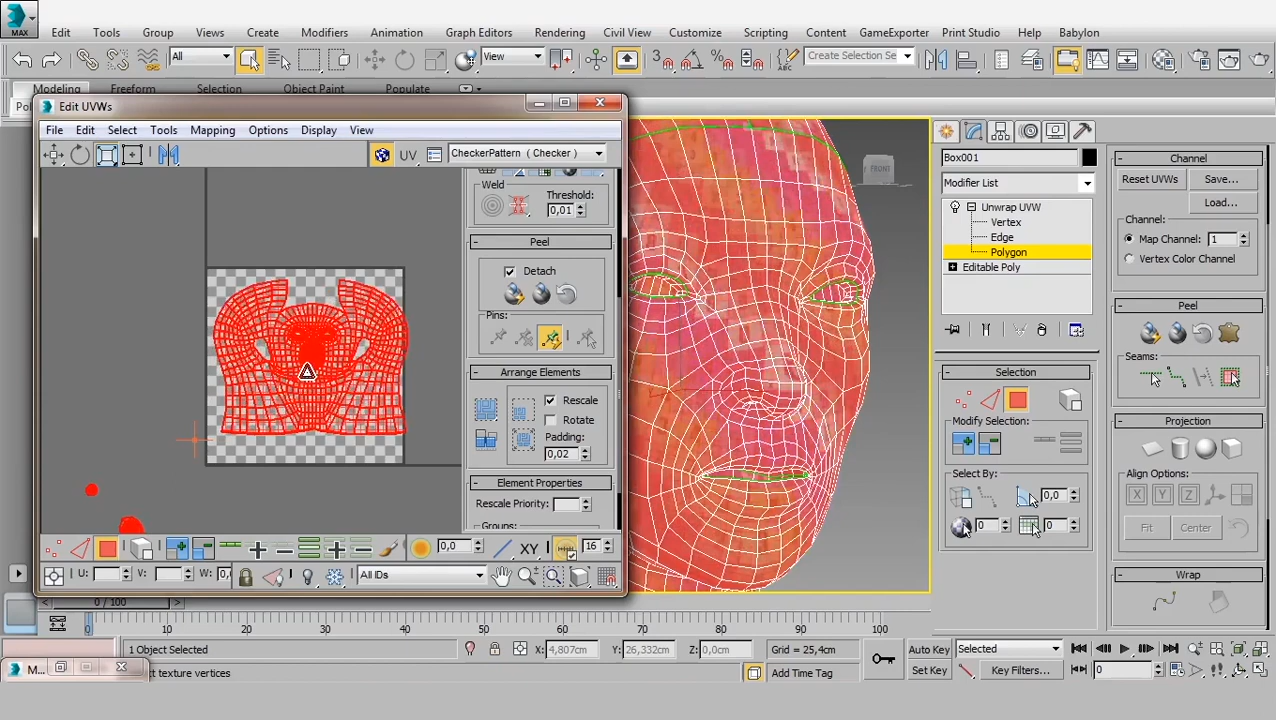 MAX
Edit Tools Group Views Create Modifiers Animation Graph Editors Rendering Civil View Customize Scripting Content GameExporter Print Studio Help Babylon
All View 3 Create Selection Se
Modeling Freeform Selection Object Paint Populate
Edit UVWs
File Edit Select Tools Mapping Options Display View
UV CheckerPattern ( Checker )
Weld Threshold:
0,01
Peel
Detach
Pins:
Arrange Elements
Rescale
Rotate
Padding:
0,02
Element Properties
Rescale Priority:
Groups:
0,0 XY 16
U: V: W: 0, All IDs
FRONT
Box001
Modifier List
Unwrap UVW
Vertex
Edge
Polygon
Editable Poly
Selection
Modify Selection:
Select By:
0,0
0 0
Channel
Reset UVWs Save...
Load...
Channel:
Map Channel: 1
Vertex Color Channel
Peel
Seams:
Projection
Align Options:
X Y Z
Fit Center
Wrap
0 / 100
0 10 20 30 40 50 60 70 80 90 100
1 Object Selected X: 4,807cm Y: 26,332cm Z: 0,0cm Grid = 25,4cm Auto Key Selected
M... ct texture vertices Add Time Tag Set Key Key Filters... 0